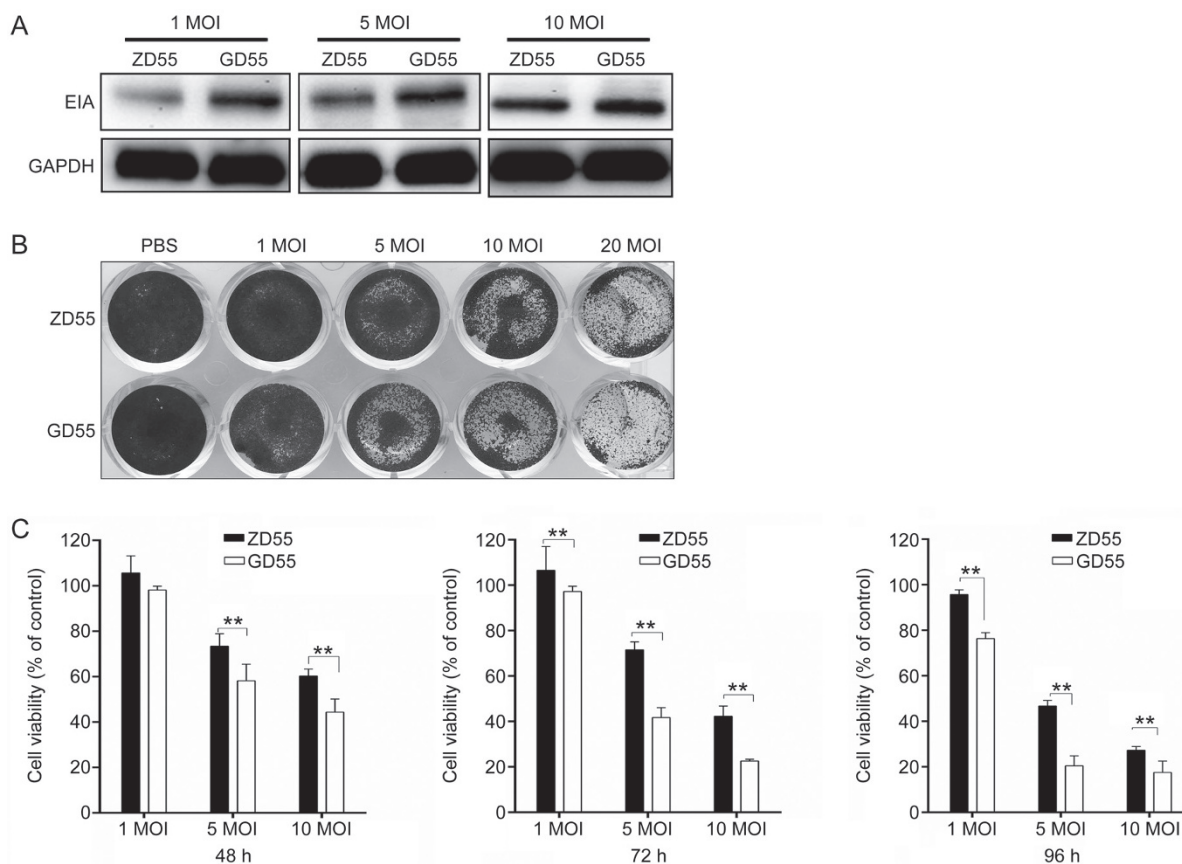 A
1 MOI 5 MOI 10 MOI
ZD55 GD55 ZD55 GD55 ZD55 GD55
EIA
GAPDH
B
PBS 1 MOI 5 MOI 10 MOI 20 MOI
ZD55
GD55
C
Cell viability (% of control)
120
100
80
60
40
20
0
ZD55
GD55
** **
1 MOI 5 MOI 10 MOI
48 h
Cell viability (% of control)
120
100
80
60
40
20
0
ZD55
GD55
** ** **
1 MOI 5 MOI 10 MOI
72 h
Cell viability (% of control)
120
100
80
60
40
20
0
ZD55
GD55
** ** **
1 MOI 5 MOI 10 MOI
96 h